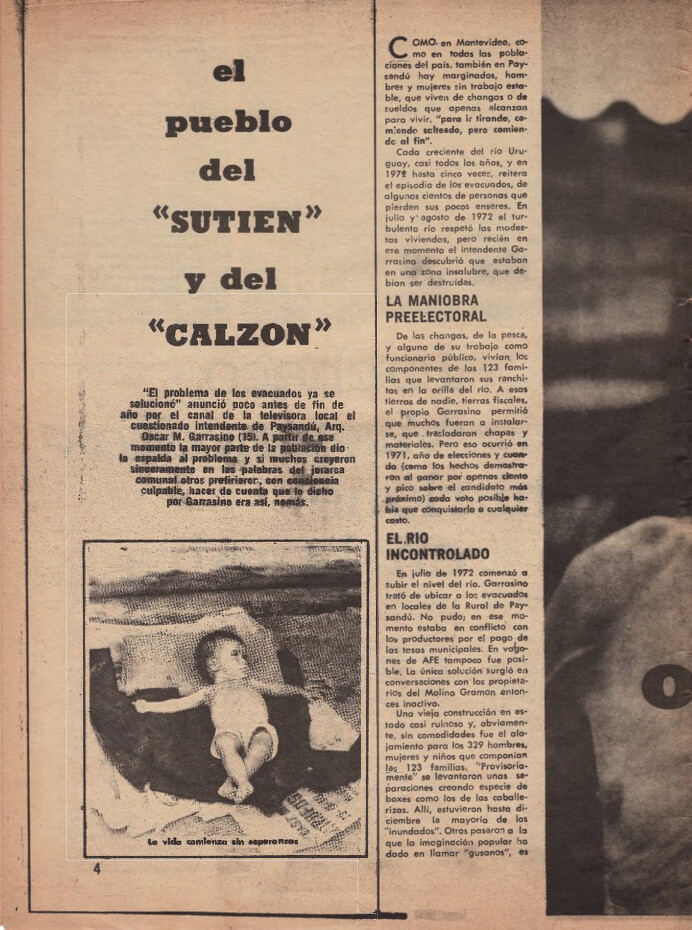 el
pueblo
del
“SUTIEN”
y del
“CALZON”
“El problema de los evacuados ya se
solucionó” anunció poco antes de fin de
año por el canal de la televisora local el
cuestionado intendente de Paysandú, Arq.
Oscar M. Garrasino (15). A partir de ese
momento la mayor parte de la población dio
la espalda al problema y si muchos creyeron
sinceramente en las palabras del jerarca
comunal otros prefirieron, con conciencia
culpable, hacer de cuenta que lo dicho
por Garrasino era así, nomás.
La vida comienza sin esperanzas
4
COMO en Montevideo, co-
mo en todas las pobla-
ciones del país, también en Pay-
sandú hay marginados, hom-
bres y mujeres sin trabajo esta-
ble, que viven de changas o de
sueldos que apenas alcanzan
para vivir, “para ir tirando, co-
miendo salteado, pero comien-
do al fin”.
Cada creciente del río Uru-
guay, casi todos los años, y en
1972 hasta cinco veces, reitera
el episodio de los evacuados, de
algunos cientos de personas que
pierden sus pocos enseres. En
julio y agosto de 1972 el tur-
bulento río respetó las modes-
tas viviendas, pero recién en
ese momento el intendente Ga-
rrasino descubrió que estaban
en una zona insalubre, que de-
bían ser destruidas.
LA MANIOBRA
PREELECTORAL
De las changas, de la pesca,
y alguno de su trabajo como
funcionario público, vivían los
componentes de las 123 fami-
lias que levantaron sus ranchi-
tos en la orilla del río. A esas
tierras de nadie, tierras fiscales,
el propio Garrasino permitió
que muchos fueran a instalar-
se, que trasladaran chapas y
materiales. Pero eso ocurrió en
1971, año de elecciones y cuan-
do (como los hechos demostra-
ron al ganar por apenas ciento
y pico sobre el candidato más
próximo) cada voto posible ha-
bía que conquistarlo a cualquier
costo.
EL RIO
INCONTROLADO
En julio de 1972 comenzó a
subir el nivel del río. Garrasino
trató de ubicar a los evacuados
en locales de la Rural de Pay-
sandú. No pudo; en ese mo-
mento estaba en conflicto con
los productores por el pago de
las tasas municipales. En vago-
nes de AFE tampoco fue posi-
ble. La única solución surgió en
conversaciones con los propieta-
rios del Molino Gramon enton-
ces inactivo.
Una vieja construcción en es-
tado casi ruinoso y, obviamen-
te, sin comodidades fue el alo-
jamiento para los 329 hombres,
mujeres y niños que componían
las 123 familias. “Provisoria-
mente” se levantaron unas se-
paraciones creando especie de
boxes como los de las caballe-
rizas. Allí, estuvieron hasta di-
ciembre la mayoría de los
“inundados”. Otros pasaron a la
que la imaginación popular ha
dado en llamar “gusanos”, es
O